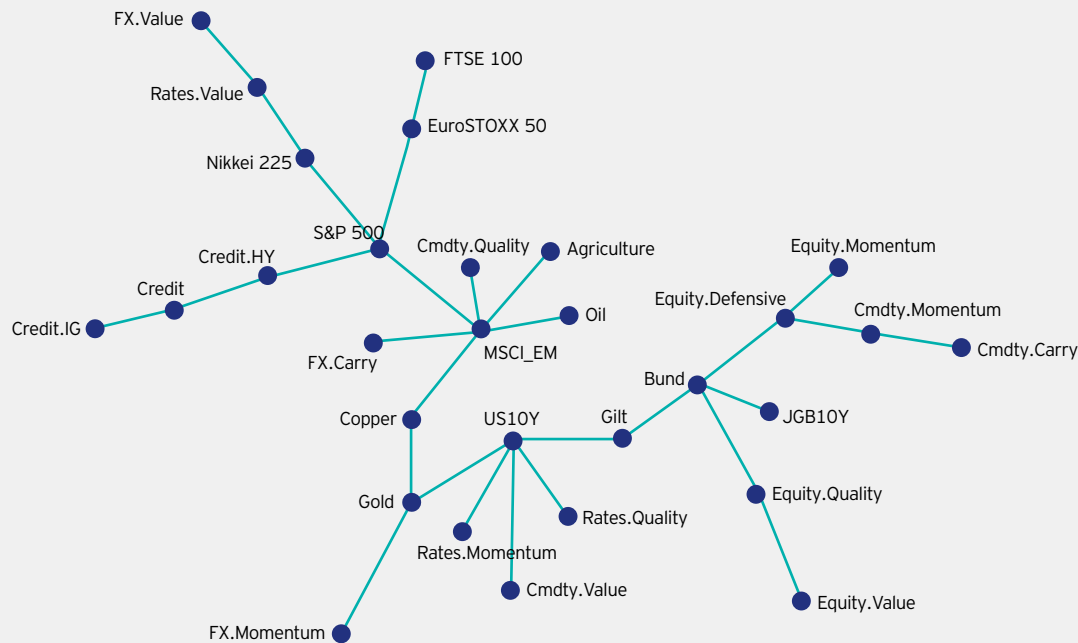 FX.Value
FTSE 100
Rates.Value
EuroSTOXX 50
Nikkei 225
S&P 500
Cmdty.Quality
Agriculture
Equity.Momentum
Credit.HY
Credit
Equity.Defensive
Cmdty.Momentum
Credit.IG
Oil
MSCI_EM
Cmdty.Carry
FX.Carry
Bund
Copper
US10Y
Gilt
JGB10Y
Gold
Equity.Quality
Rates.Quality
Rates.Momentum
Cmdty.Value
Equity.Value
FX.Momentum